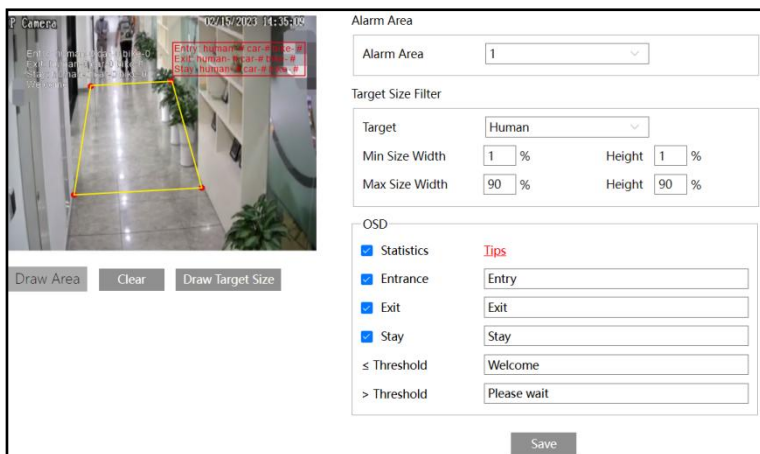 P Camera
02/15/2023 14:35:09
Entry: human-# car-# bike- #
Exit: human- # car-# bike- #
Stay: human- # car-# bike- #
Welcome
Draw Area
Clear
Draw Target Size
Alarm Area
Alarm Area
1
Target Size Filter
Target
Human
Min Size Width
1 %
Height
1 %
Max Size Width
90 %
Height
90 %
OSD
Statistics
Tips
Entrance
Entry
Exit
Exit
Stay
Stay
≤ Threshold
Welcome
> Threshold
Please wait
Save